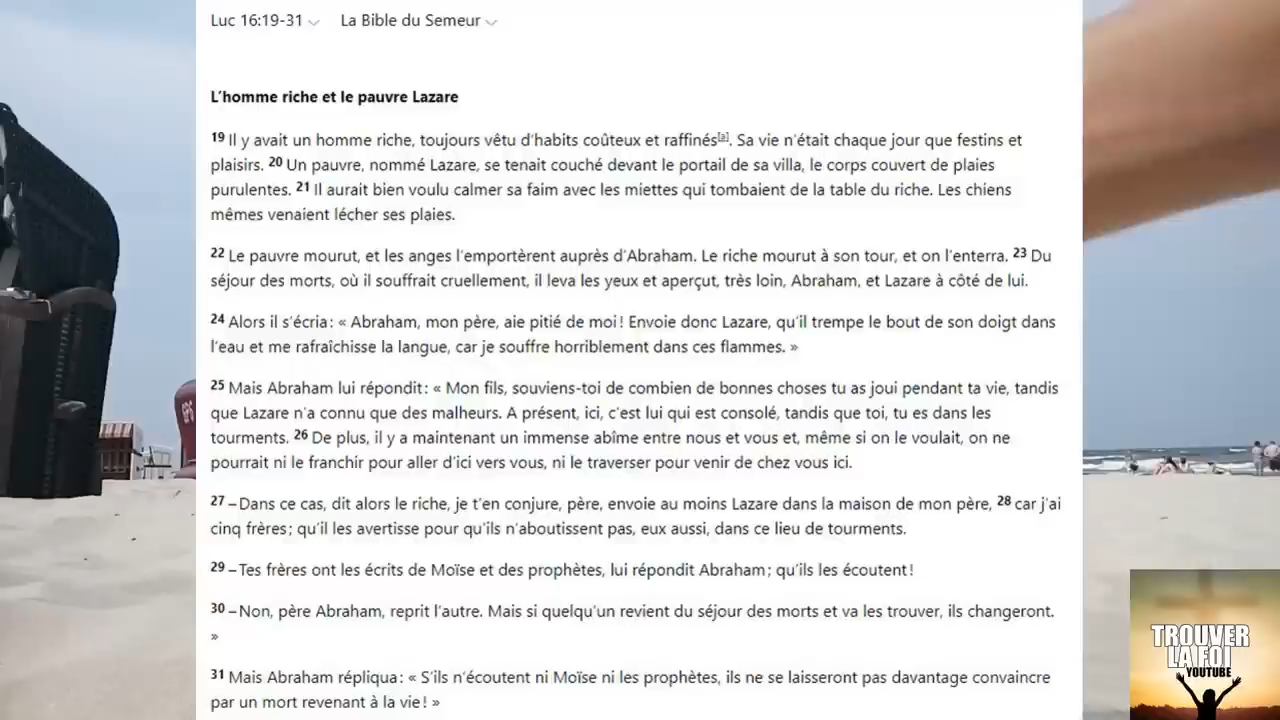 Luc 16:19-31 La Bible du Semeur
L'homme riche et le pauvre Lazare
19 Il y avait un homme riche, toujours vêtu d'habits coûteux et raffinés[a]. Sa vie n'était chaque jour que festins et
plaisirs. 20 Un pauvre, nommé Lazare, se tenait couché devant le portail de sa villa, le corps couvert de plaies
purulentes. 21 Il aurait bien voulu calmer sa faim avec les miettes qui tombaient de la table du riche. Les chiens
mêmes venaient lécher ses plaies.
22 Le pauvre mourut, et les anges l'emportèrent auprès d'Abraham. Le riche mourut à son tour, et on l'enterra. 23 Du
séjour des morts, où il souffrait cruellement, il leva les yeux et aperçut, très loin, Abraham, et Lazare à côté de lui.
24 Alors il s'écria : « Abraham, mon père, aie pitié de moi ! Envoie donc Lazare, qu'il trempe le bout de son doigt dans
l'eau et me rafraîchisse la langue, car je souffre horriblement dans ces flammes. »
25 Mais Abraham lui répondit : « Mon fils, souviens-toi de combien de bonnes choses tu as joui pendant ta vie, tandis
que Lazare n'a connu que des malheurs. A présent, ici, c'est lui qui est consolé, tandis que toi, tu es dans les
tourments. 26 De plus, il y a maintenant un immense abîme entre nous et vous et, même si on le voulait, on ne
pourrait ni le franchir pour aller d'ici vers vous, ni le traverser pour venir de chez vous ici.
27 – Dans ce cas, dit alors le riche, je t'en conjure, père, envoie au moins Lazare dans la maison de mon père, 28 car j'ai
cinq frères ; qu'il les avertisse pour qu'ils n'aboutissent pas, eux aussi, dans ce lieu de tourments.
29 – Tes frères ont les écrits de Moïse et des prophètes, lui répondit Abraham ; qu'ils les écoutent !
30 – Non, père Abraham, reprit l'autre. Mais si quelqu'un revient du séjour des morts et va les trouver, ils changeront.
»
31 Mais Abraham répliqua : « S'ils n'écoutent ni Moïse ni les prophètes, ils ne se laisseront pas davantage convaincre
par un mort revenant à la vie ! »
TROUVER
LA FOI
YOUTUBE